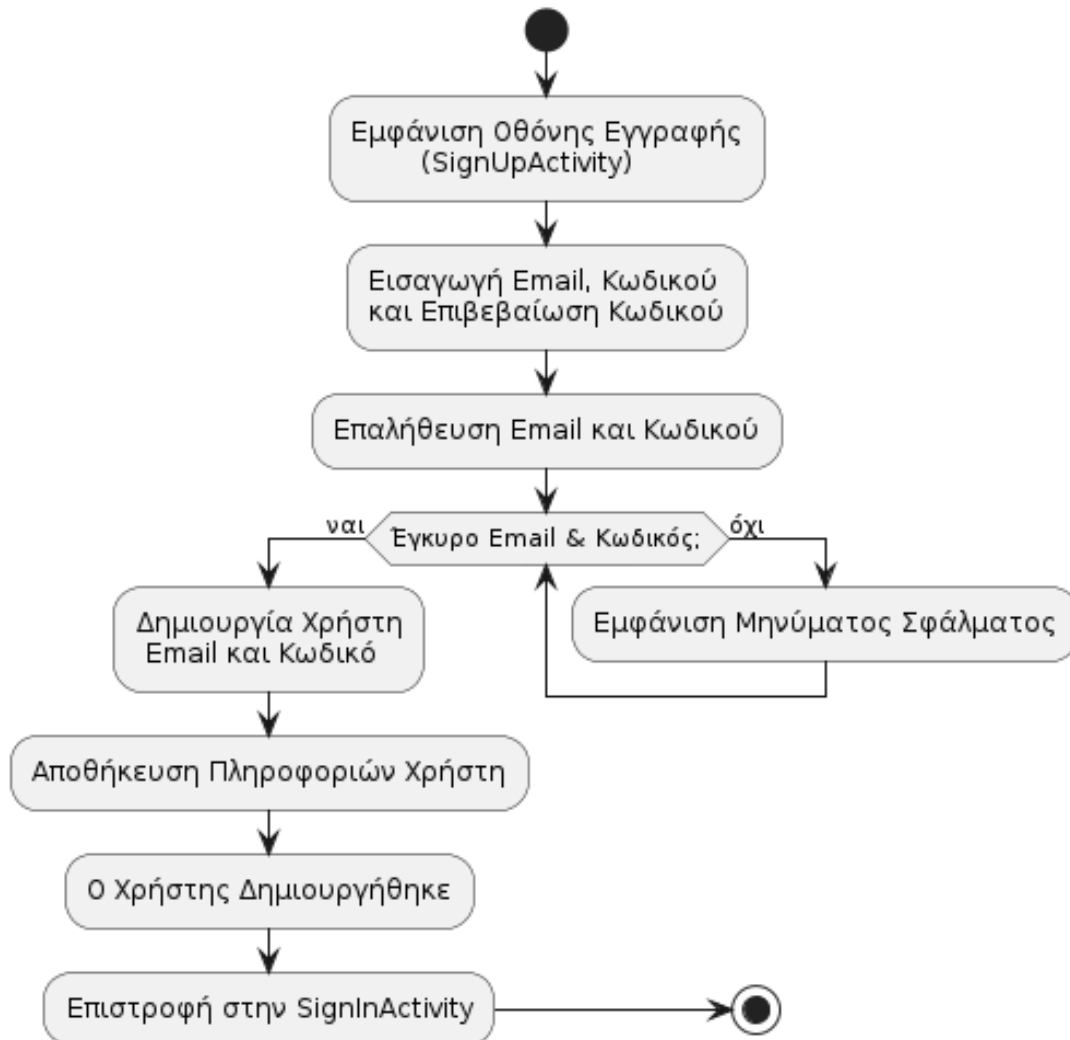 Εμφάνιση Οθόνης Εγγραφής
(SignUpActivity)
Εισαγωγή Email, Κωδικού
και Επιβεβαίωση Κωδικού
Επαλήθευση Email και Κωδικού
ναι
Έγκυρο Email & Κωδικός;
όχι
Δημιουργία Χρήστη
Email και Κωδικό
Εμφάνιση Μηνύματος Σφάλματος
Αποθήκευση Πληροφοριών Χρήστη
Ο Χρήστης Δημιουργήθηκε
Επιστροφή στην SignInActivity